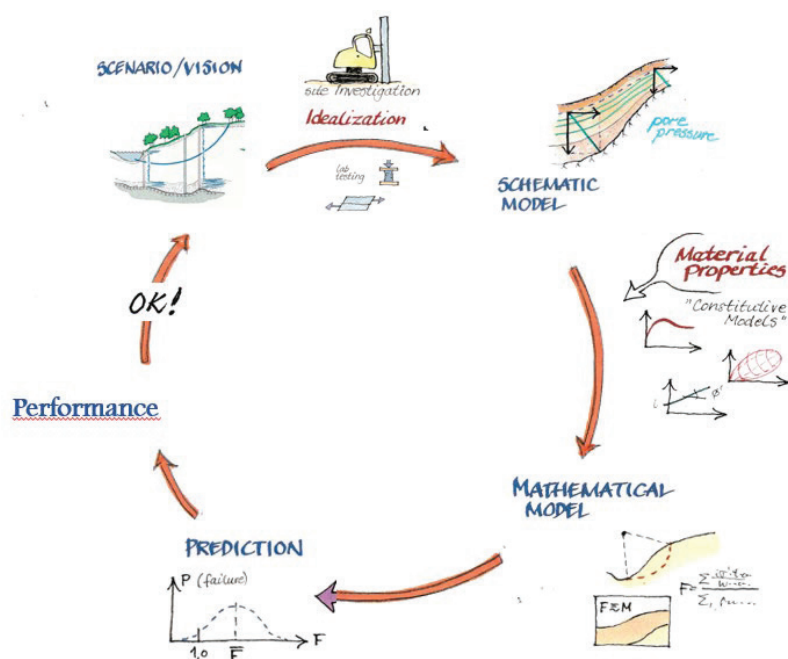 SCENARIO/VISION
site Investigation
Idealization
lab
testing
pore
pressure
SCHEMATIC
MODEL
Material
Properties
"Constitutive
Models"
ø'
OK!
Performance
MATHEMATICAL
MODEL
PREDICTION
P (failure)
1,0
F
F
F=
FEM